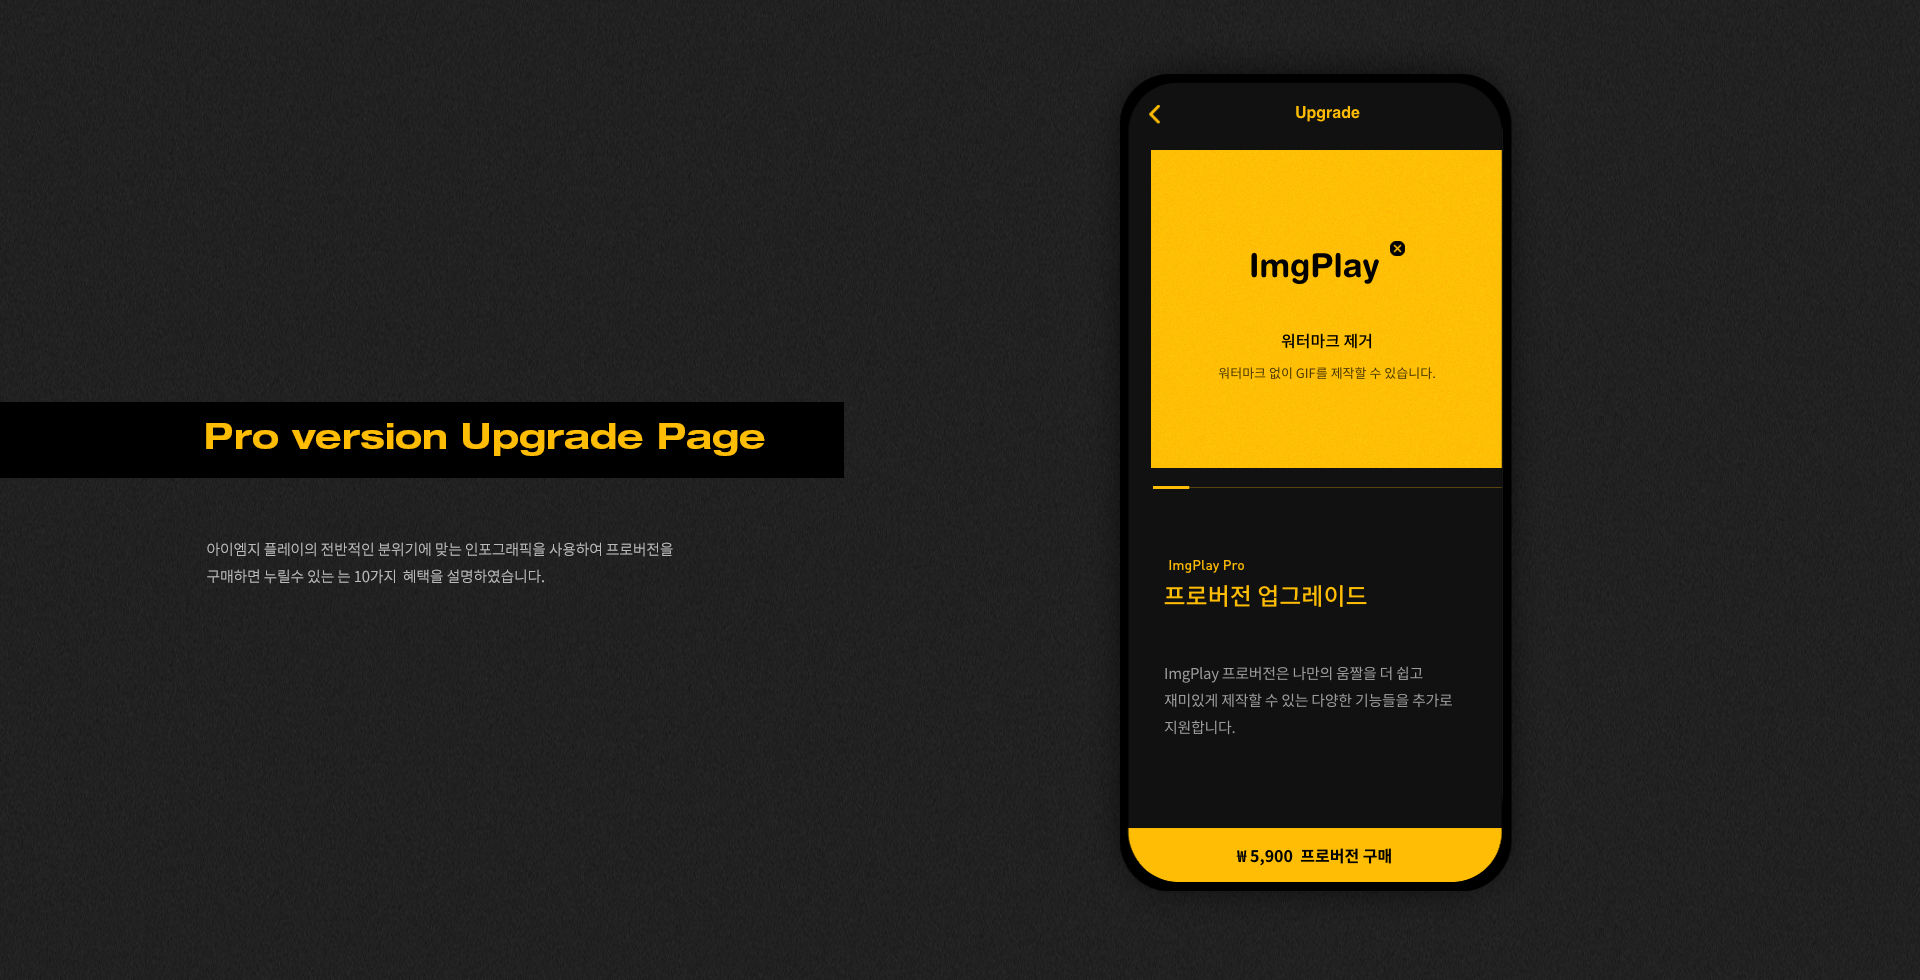 Pro version Upgrade Page
아이엠지 플레이의 전반적인 분위기에 맞는 인포그래픽을 사용하여 프로버전을
구매하면 누릴수 있는 는 10가지  혜택을 설명하였습니다.
Upgrade
ImgPlay
워터마크 제거
워터마크 없이 GIF를 제작할 수 있습니다.
ImgPlay Pro
프로버전 업그레이드
ImgPlay 프로버전은 나만의 움짤을 더 쉽고
재미있게 제작할 수 있는 다양한 기능들을 추가로
지원합니다.
₩ 5,900  프로버전 구매